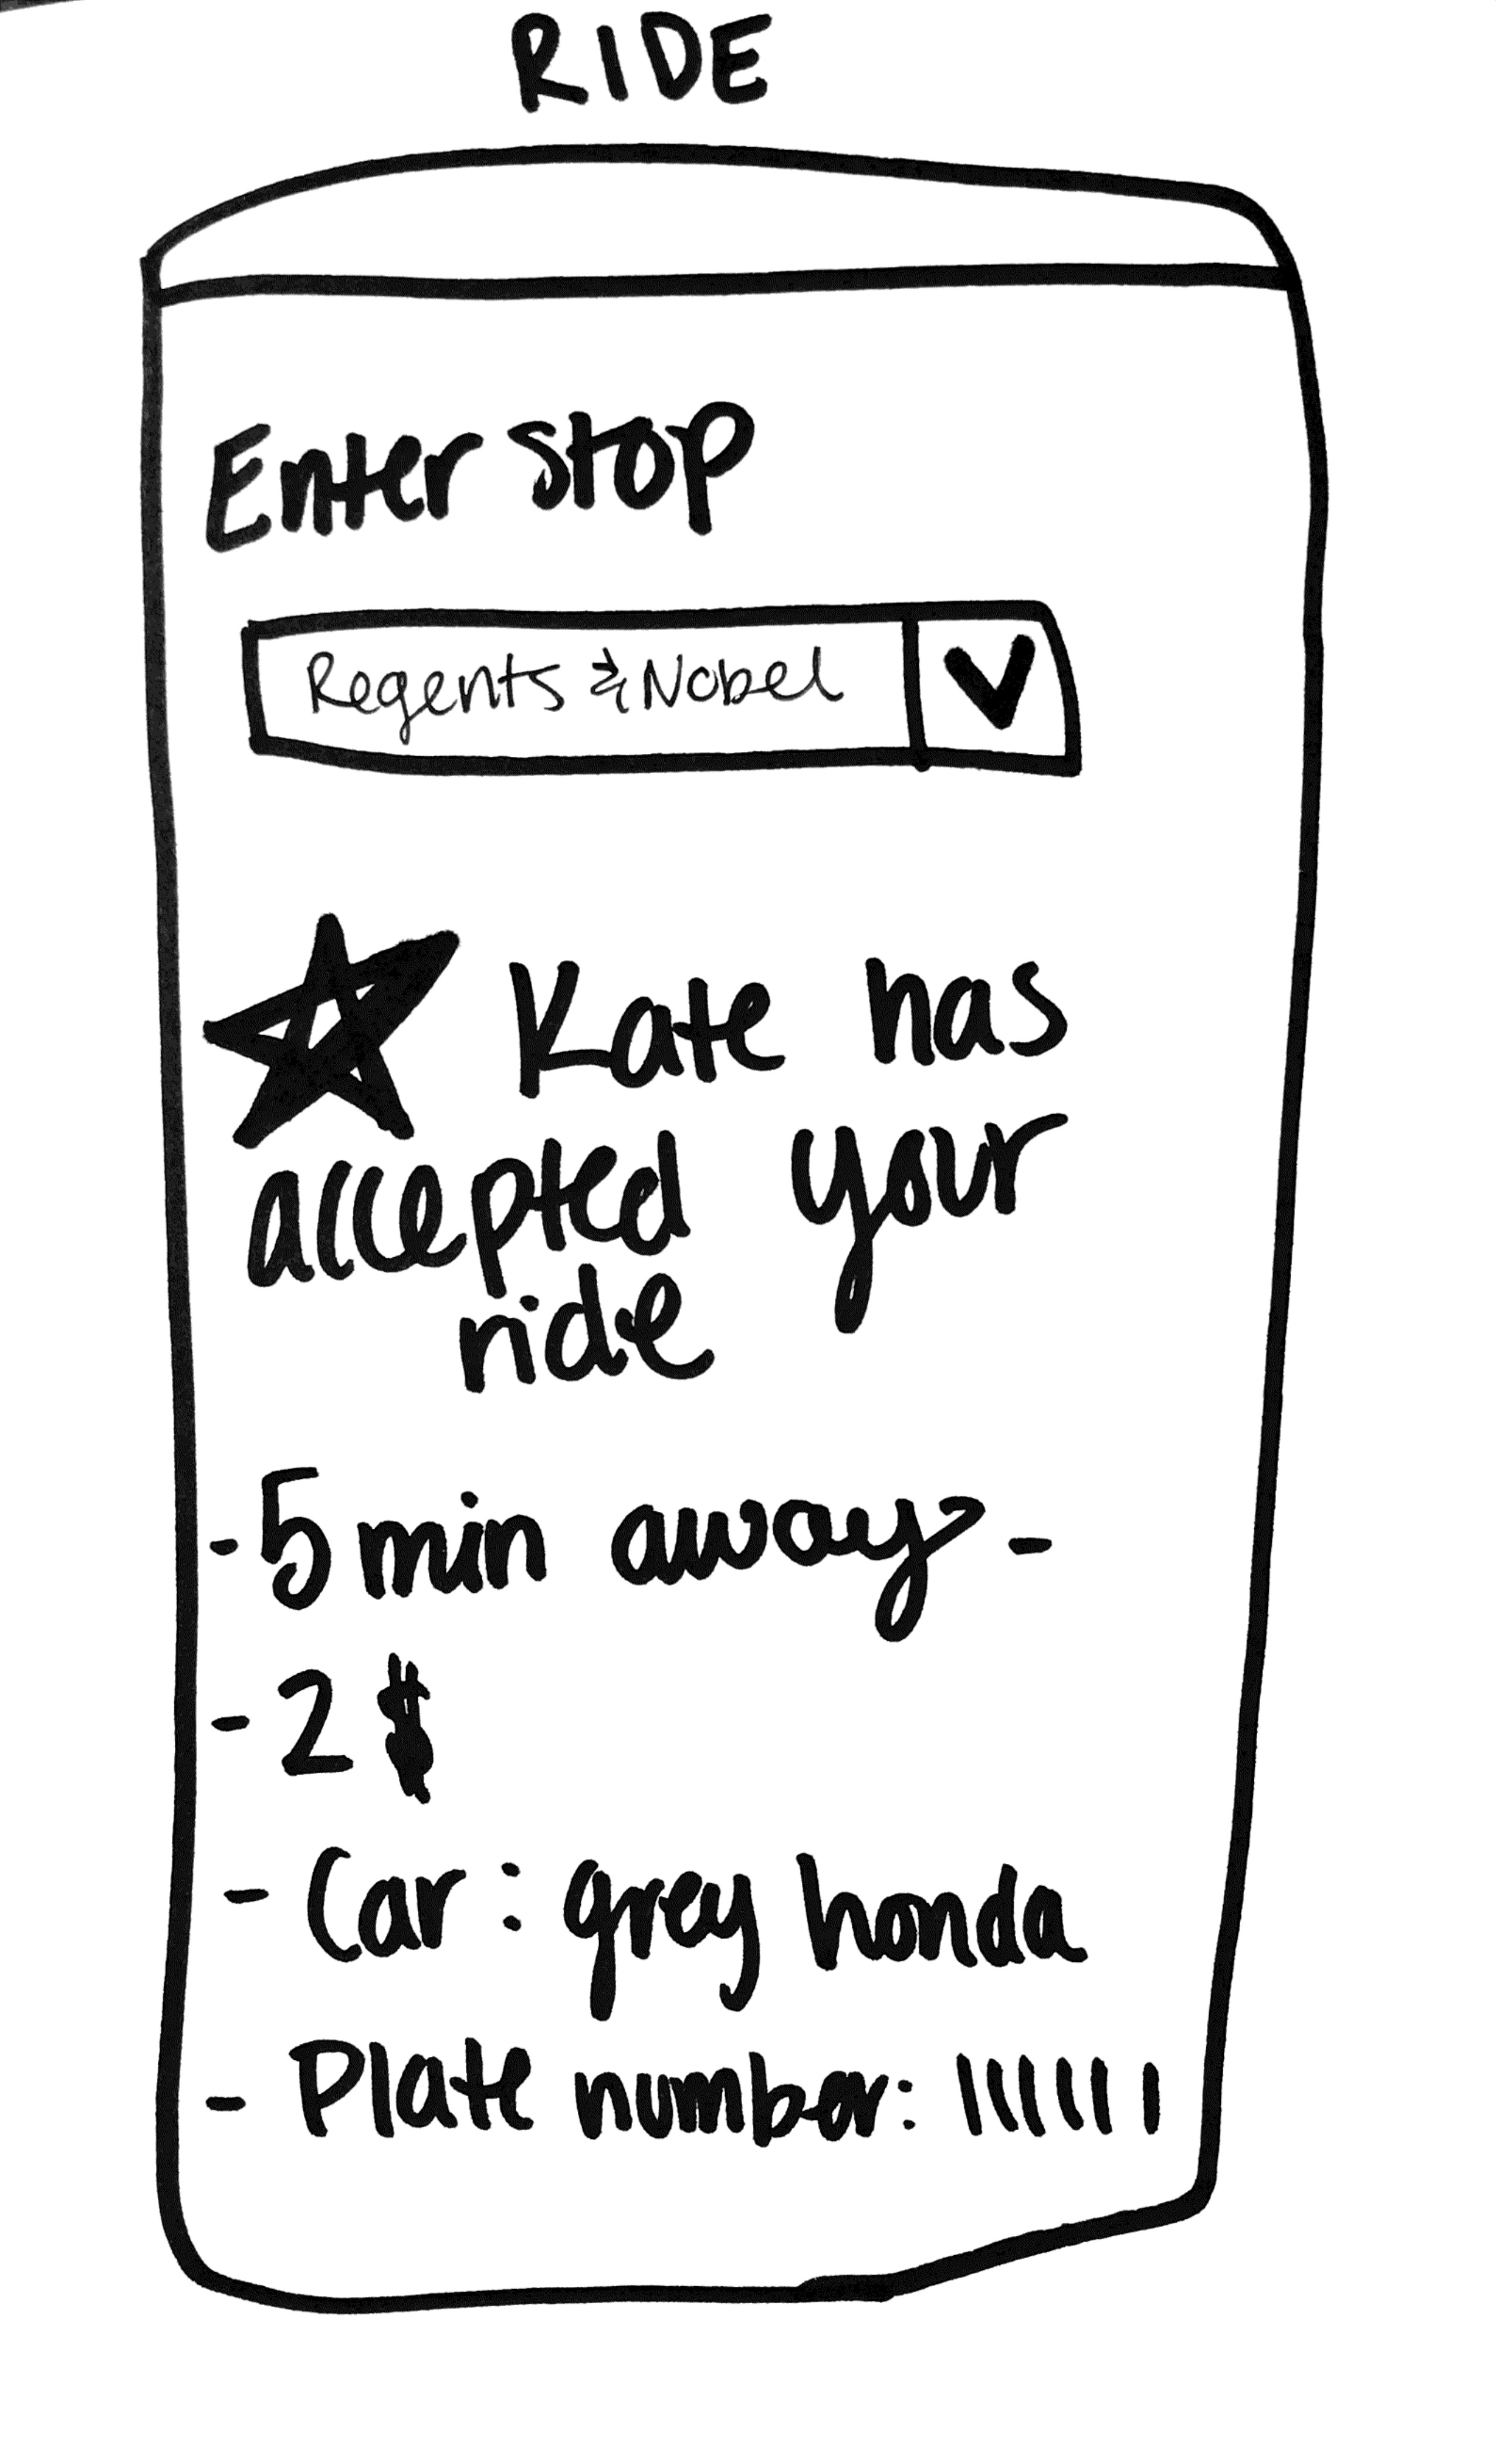 RIDE
Enter stop
Regents & Nobel
Kate has
accepted your
ride
- 5 min away -
- 2 $
- Car: grey honda
- Plate number: 111111